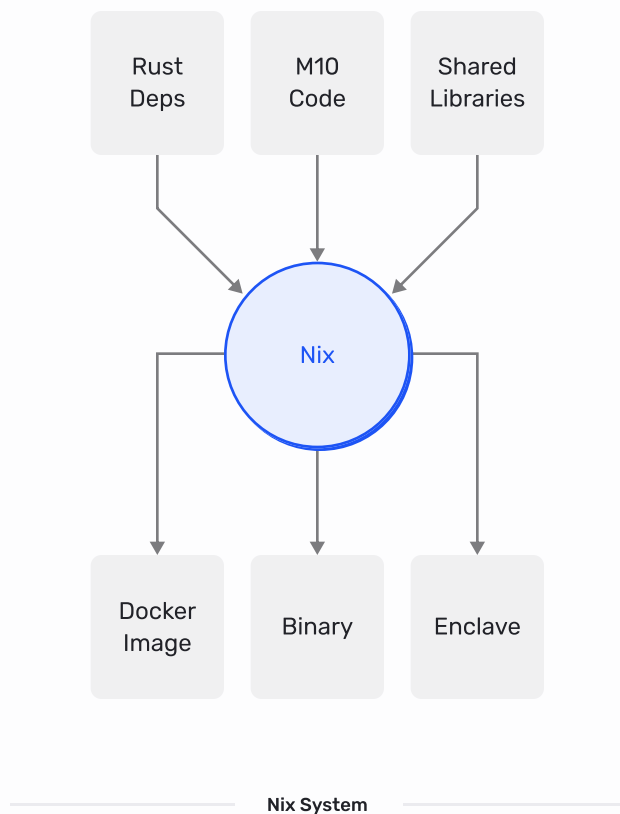 Rust
Deps
M10
Code
Shared
Libraries
Nix
Docker
Image
Binary
Enclave
Nix System